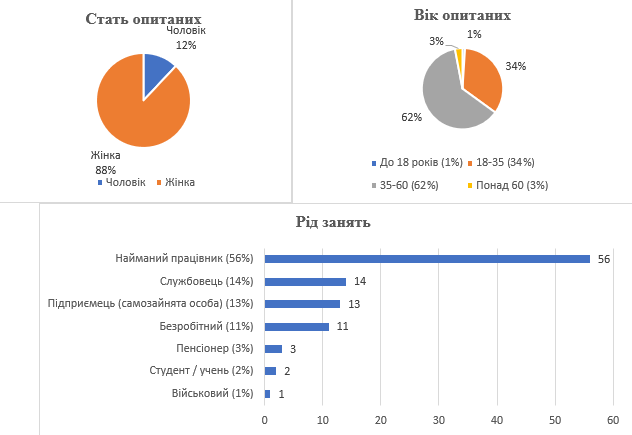 Стать опитаних
Чоловік
12%
Жінка
88%
Чоловік Жінка
Вік опитаних
1%
3%
34%
62%
До 18 років (1%) 18-35 (34%)
35-60 (62%) Понад 60 (3%)
Рід занять
Найманий працівник (56%) 56
Службовець (14%) 14
Підприємець (самозайнята особа) (13%) 13
Безробітний (11%) 11
Пенсіонер (3%) 3
Студент / учень (2%) 2
Військовий (1%) 1
0 10 20 30 40 50 60